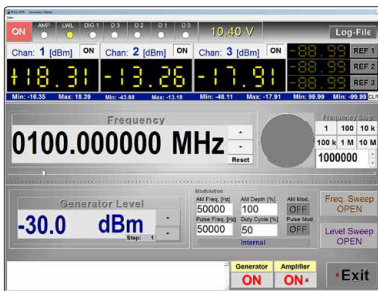 ON AMP LWL DIG 1 D 3 D 2 D 1 D 0 10.40 V Log-File
Chan: 1 [dBm] ON Chan: 2 [dBm] ON Chan: 3 [dBm] ON -88.99 REF 1
-88.99 REF 2
+18.31 -13.26 -17.91 -88.99 REF 3
Min: -16.35 Max: 18.39 Min: -43.88 Max: -13.18 Min: -46.11 Max: -17.91 Min: 99.99 Min: -99.99
Frequency Frequency Step
1 100 10 k
0100.000000 MHz 100 k 1 M 10 M
Reset 1000000
Generator Level Modulation
AM Freq. [Hz] AM Depth [%] AM Mod.
50000 100 OFF
Freq. Sweep
OPEN
-30.0 dBm Pulse Freq. [Hz] Duty Cycle [%] Pulse Mod.
50000 50 OFF
Level Sweep
OPEN
Step: 1 Internal
Generator Amplifier
ON ON Exit